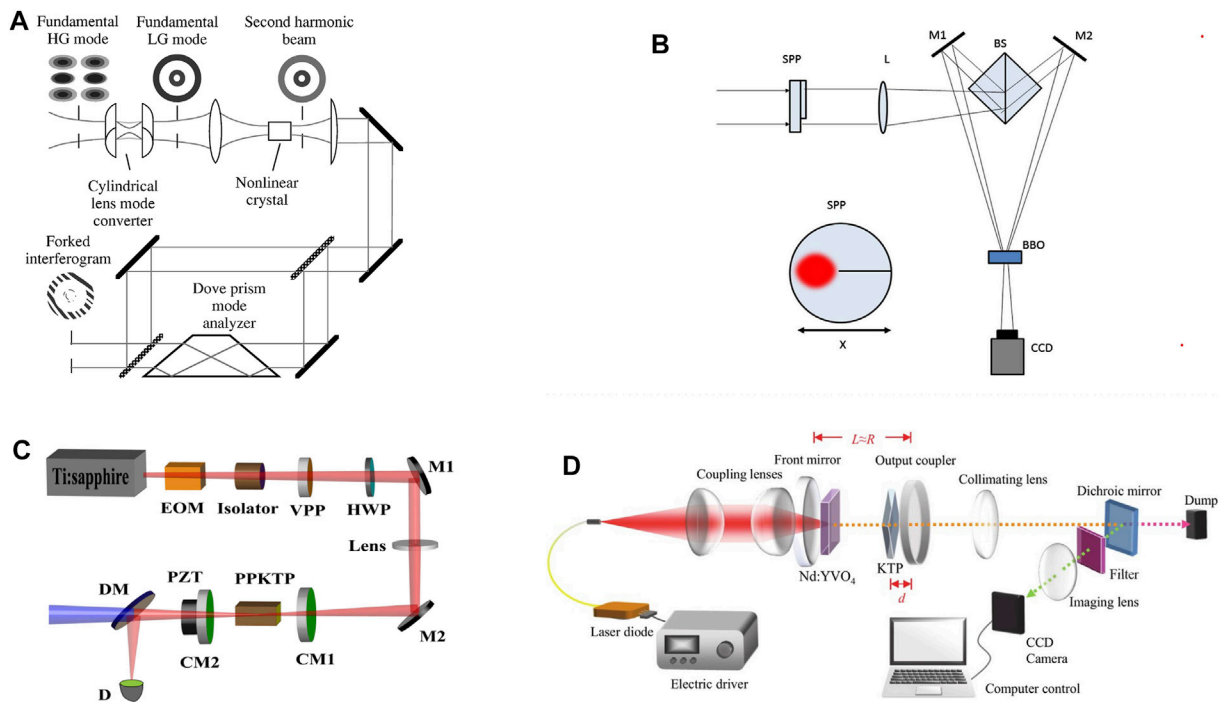 A
Fundamental
HG mode
Fundamental
LG mode
Second harmonic
beam
Cylindrical
lens mode
converter
Nonlinear
crystal
Forked
interferogram
Dove prism
mode
analyzer
B
M1
BS
M2
SPP
L
SPP
X
BBO
CCD
C
Ti:sapphire
EOM
Isolator
VPP
HWP
M1
Lens
DM
PZT
PPKTP
CM2
CM1
M2
D
D
L≈R
Front mirror
Output coupler
Coupling lenses
Collimating lens
Dichroic mirror
Dump
Nd:YVO4
KTP
d
Filter
Imaging lens
Laser diode
CCD
Camera
Electric driver
Computer control